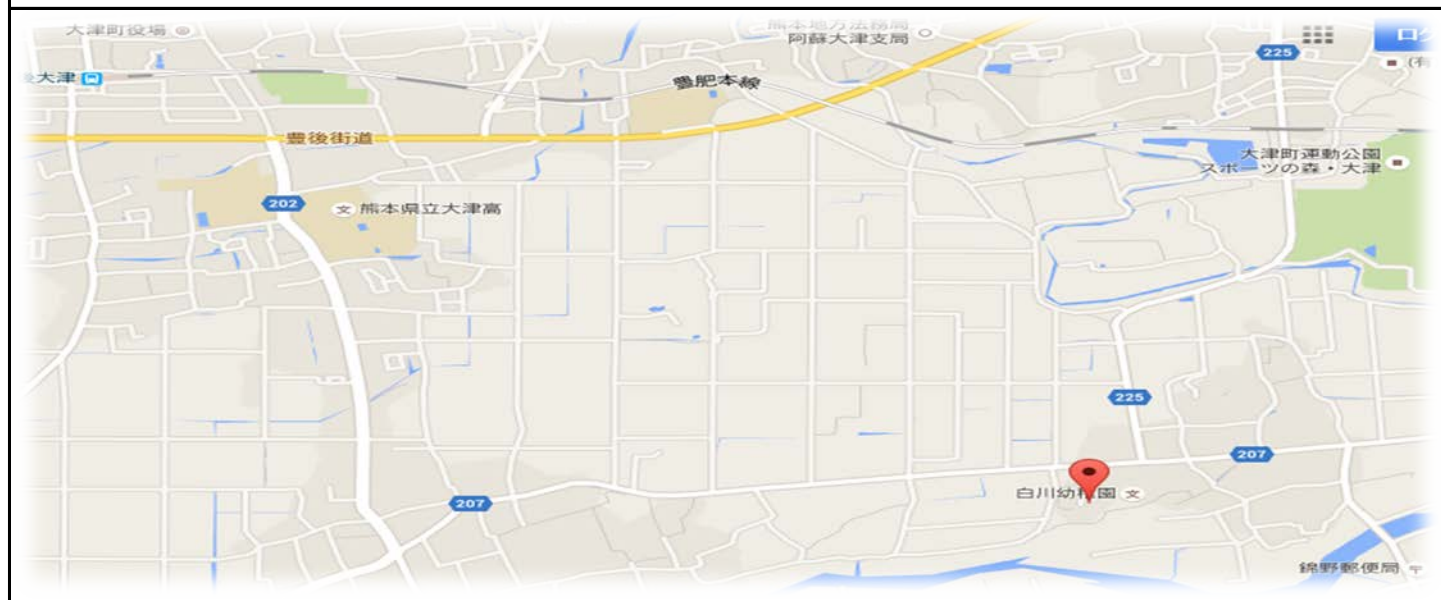 大津町役場
熊本地方法務局
阿蘇大津支局
225
大津
豊肥本線
豊後街道
大津町運動公園
スポーツの森・大津
202
文 熊本県立大津高
225
207
白川幼稚園 文
207
錦野郵便局 〒